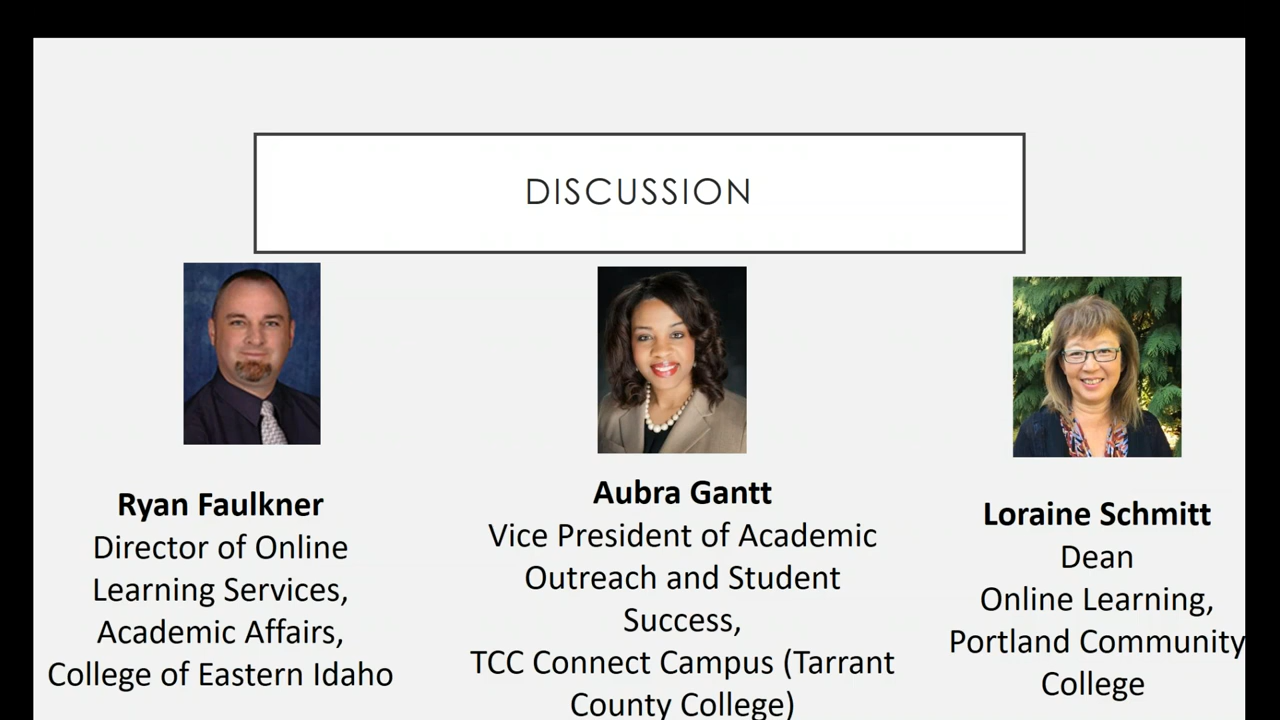 DISCUSSION
Ryan Faulkner
Director of Online
Learning Services,
Academic Affairs,
College of Eastern Idaho
Aubra Gantt
Vice President of Academic
Outreach and Student
Success,
TCC Connect Campus (Tarrant
County College)
Loraine Schmitt
Dean
Online Learning,
Portland Community
College